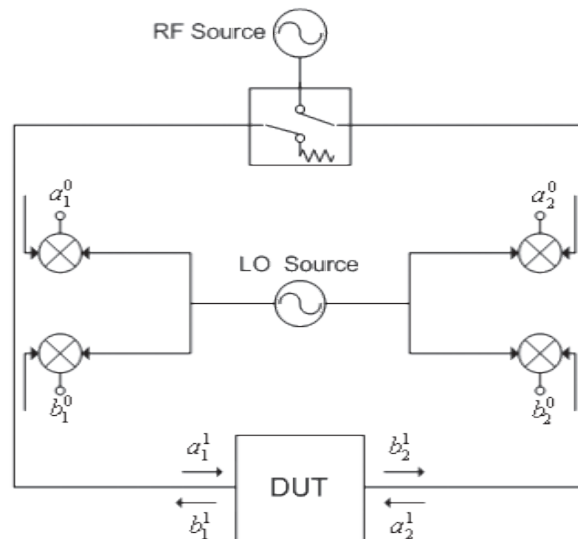 RF Source
a₁⁰
a₂⁰
LO Source
b₁⁰
b₂⁰
a₁¹
b₂¹
DUT
b₁¹
a₂¹